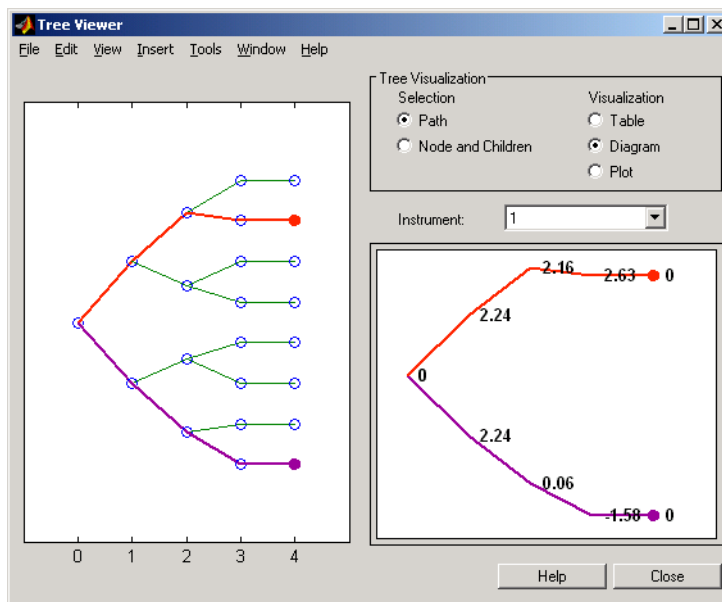 Tree Viewer
File Edit View Insert Tools Window Help
Tree Visualization
Selection
Visualization
Path
Table
Node and Children
Diagram
Plot
Instrument: 1
0 1 2 3 4
2.16
2.63 0
2.24
0
2.24
0.06
-1.58 0
Help Close